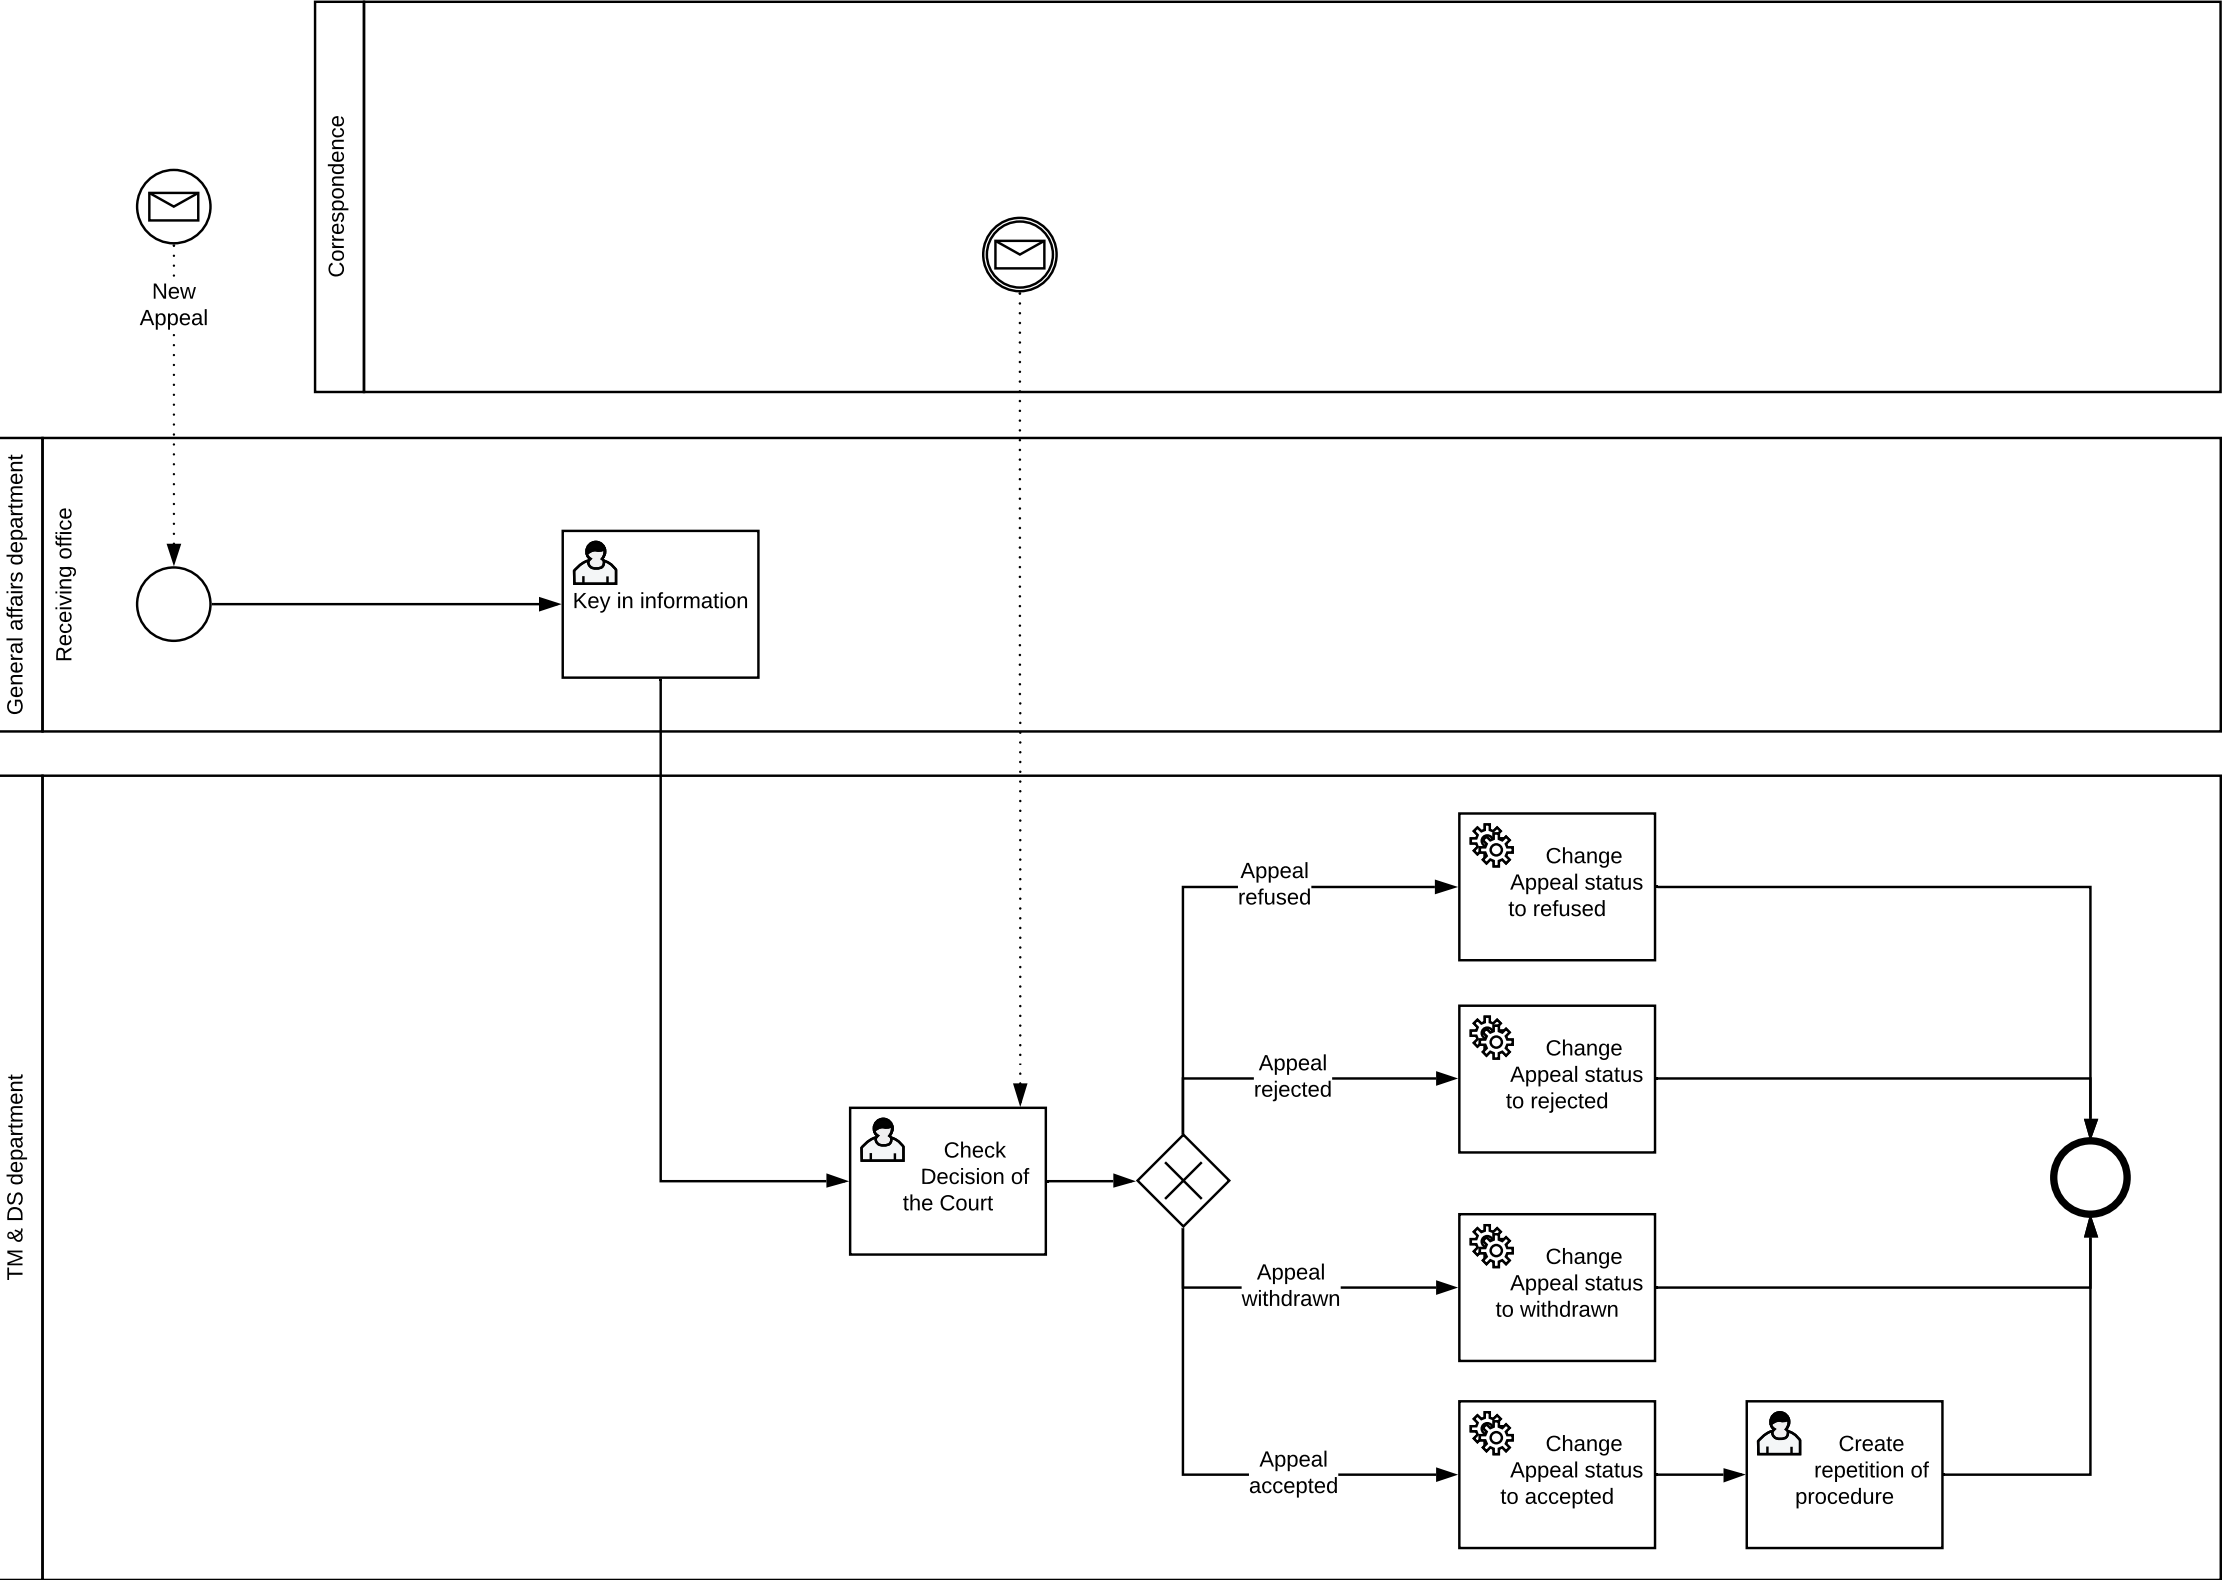 Correspondence
New
Appeal
General affairs department
Receiving office
Key in information
TM & DS department
Check
Decision of
the Court
Appeal
refused
Change
Appeal status
to refused
Appeal
rejected
Change
Appeal status
to rejected
Appeal
withdrawn
Change
Appeal status
to withdrawn
Appeal
accepted
Change
Appeal status
to accepted
Create
repetition of
procedure